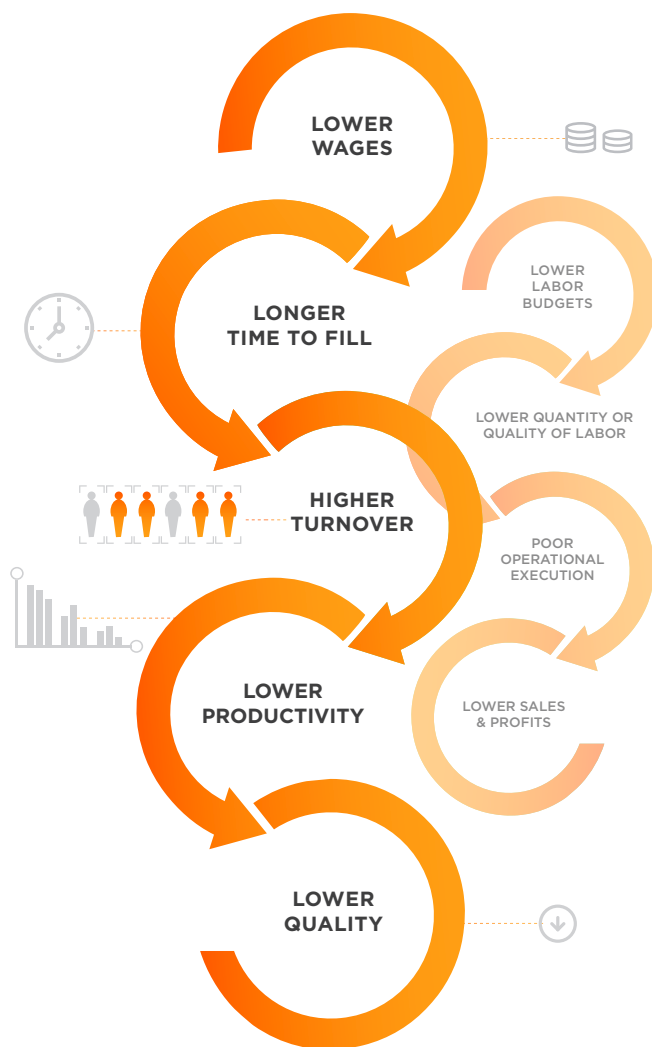 LOWER
WAGES
LOWER
LABOR
BUDGETS
LONGER
TIME TO FILL
LOWER QUANTITY OR
QUALITY OF LABOR
HIGHER
TURNOVER
POOR
OPERATIONAL
EXECUTION
LOWER
PRODUCTIVITY
LOWER SALES
& PROFITS
LOWER
QUALITY